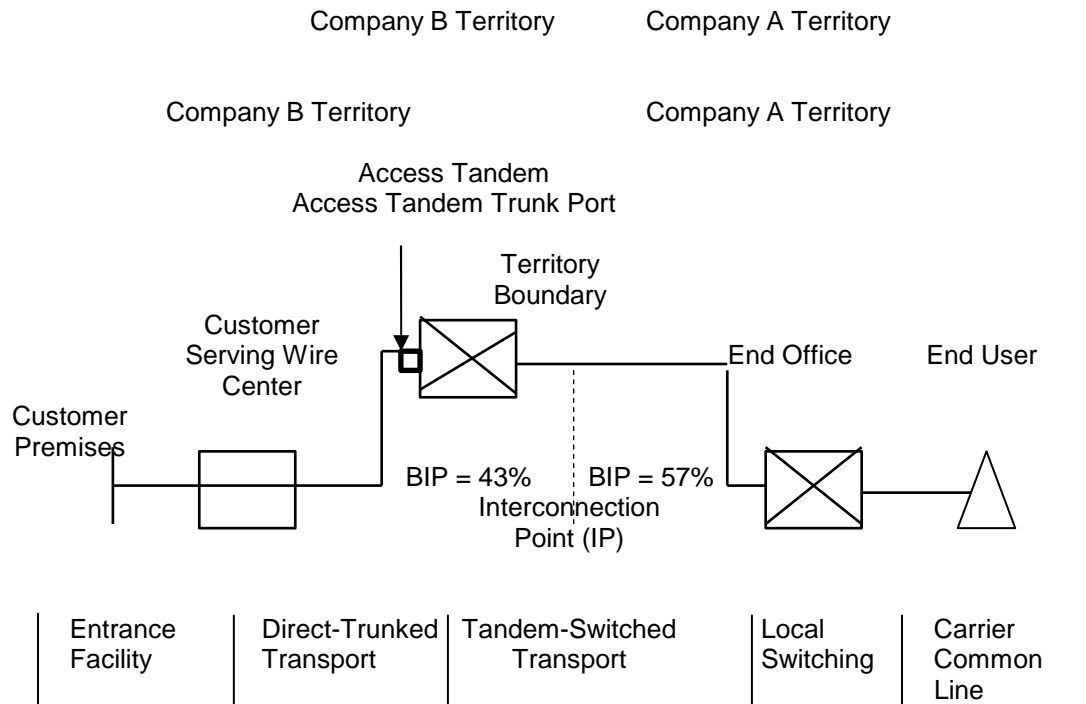 Company B Territory Company A Territory
Company B Territory Company A Territory
Access Tandem
Access Tandem Trunk Port
Territory
Boundary
Customer
Serving Wire
Center
End Office
End User
Customer
Premises
BIP = 43%
BIP = 57%
Interconnection
Point (IP)
Entrance
Facility
Direct-Trunked
Transport
Tandem-Switched
Transport
Local
Switching
Carrier
Common
Line